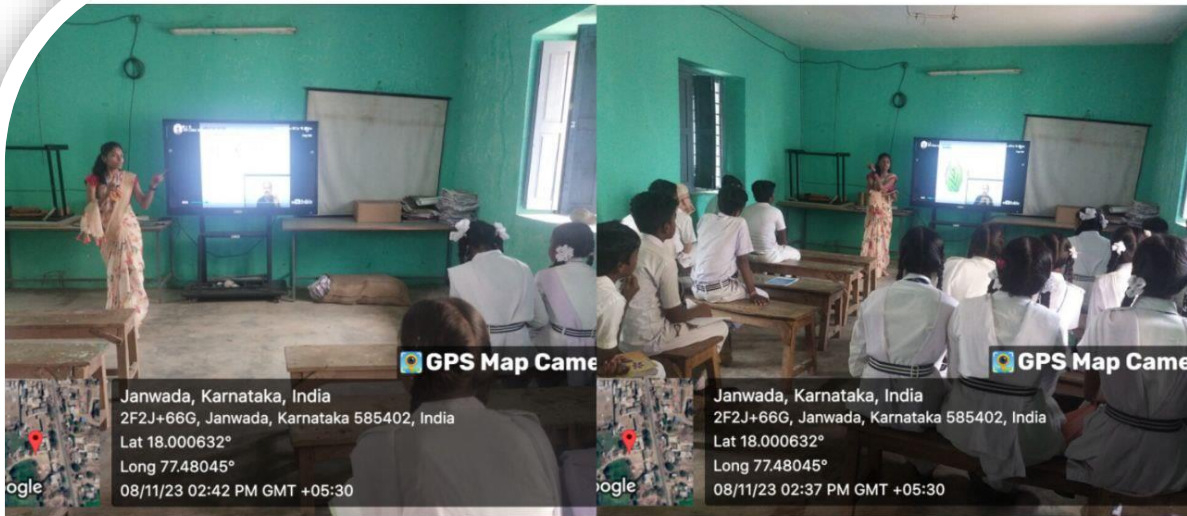 GPS Map Came
Janwada, Karnataka, India
2F2J+66G, Janwada, Karnataka 585402, India
Lat 18.000632°
Long 77.48045°
08/11/23 02:42 PM GMT +05:30
ogle
GPS Map Came
Janwada, Karnataka, India
2F2J+66G, Janwada, Karnataka 585402, India
Lat 18.000632°
Long 77.48045°
08/11/23 02:37 PM GMT +05:30
oogle